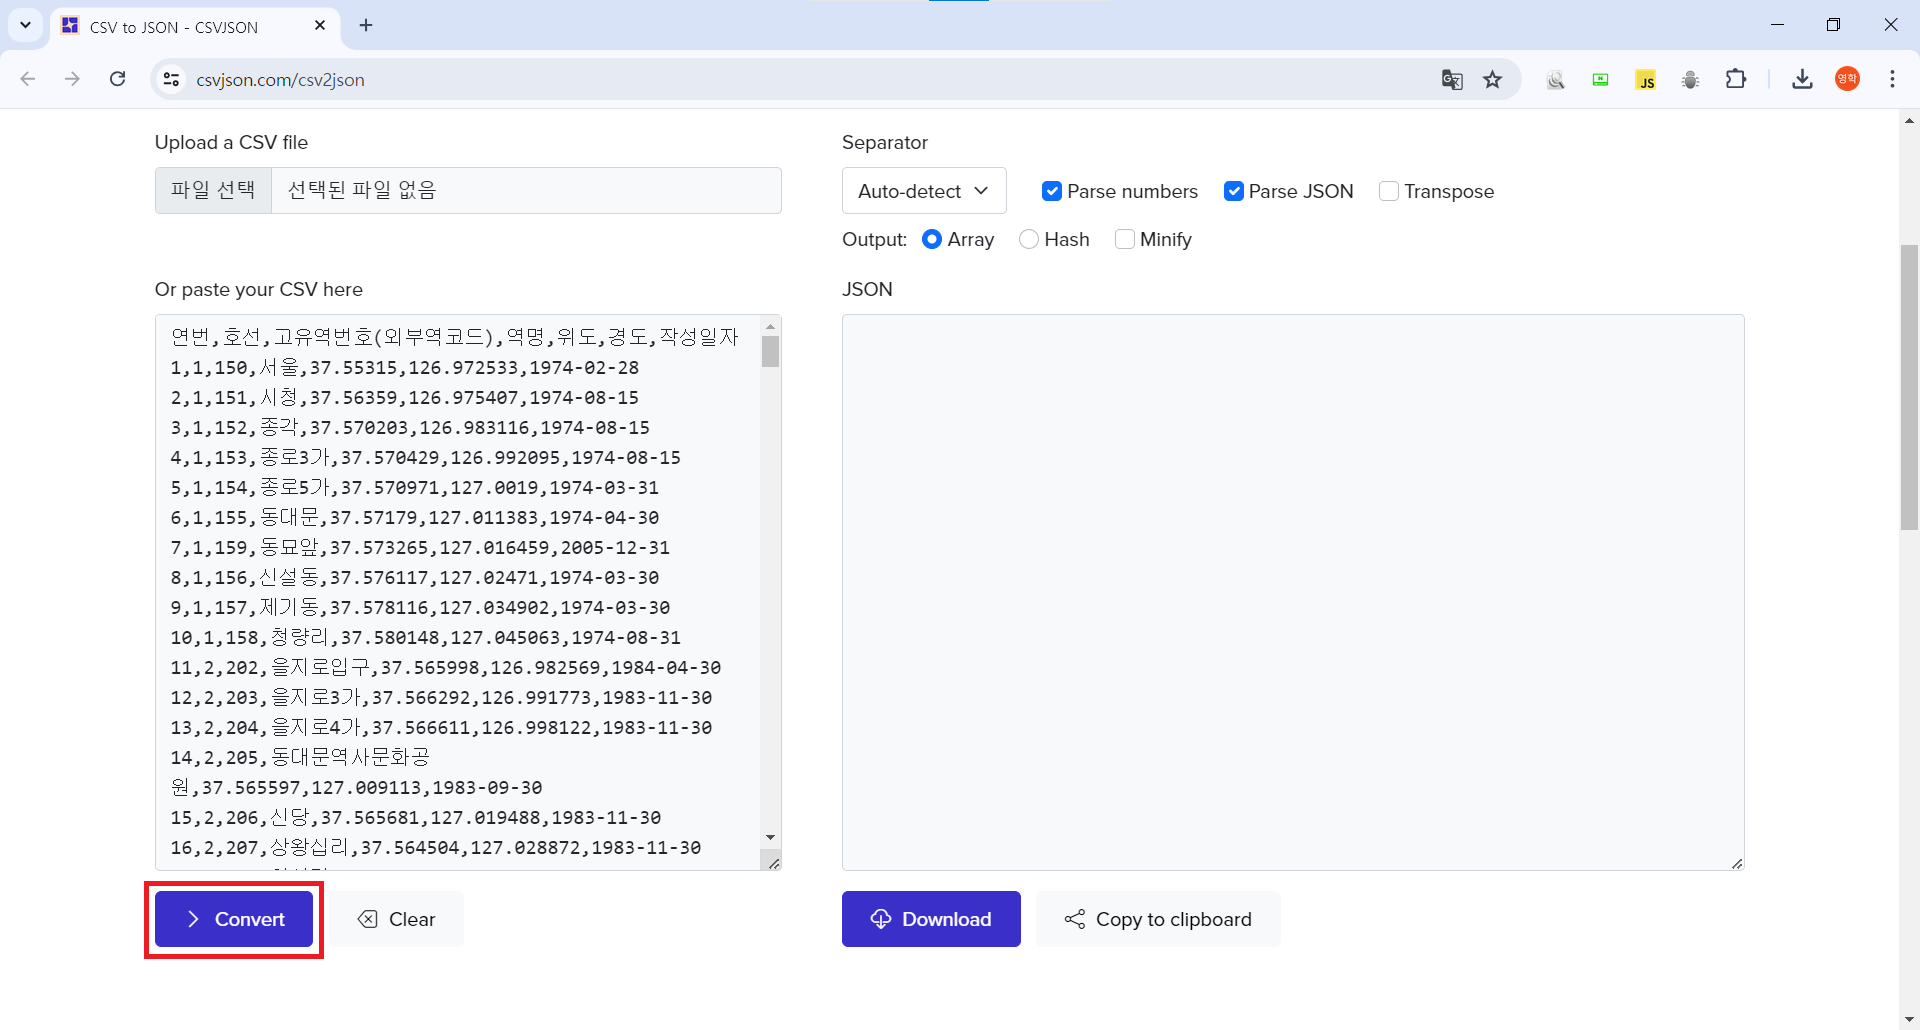 CSV to JSON - CSVJSON
csvjson.com/csv2json
JS
영학
Upload a CSV file
파일 선택 선택된 파일 없음
Separator
Auto-detect
Parse numbers
Parse JSON
Transpose
Output: Array Hash Minify
Or paste your CSV here
연번,호선,고유역번호(외부역코드),역명,위도,경도,작성일자
1,1,150,서울,37.55315,126.972533,1974-02-28
2,1,151,시청,37.56359,126.975407,1974-08-15
3,1,152,종각,37.570203,126.983116,1974-08-15
4,1,153,종로3가,37.570429,126.992095,1974-08-15
5,1,154,종로5가,37.570971,127.0019,1974-03-31
6,1,155,동대문,37.57179,127.011383,1974-04-30
7,1,159,동묘앞,37.573265,127.016459,2005-12-31
8,1,156,신설동,37.576117,127.02471,1974-03-30
9,1,157,제기동,37.578116,127.034902,1974-03-30
10,1,158,청량리,37.580148,127.045063,1974-08-31
11,2,202,을지로입구,37.565998,126.982569,1984-04-30
12,2,203,을지로3가,37.566292,126.991773,1983-11-30
13,2,204,을지로4가,37.566611,126.998122,1983-11-30
14,2,205,동대문역사문화공
원,37.565597,127.009113,1983-09-30
15,2,206,신당,37.565681,127.019488,1983-11-30
16,2,207,상왕십리,37.564504,127.028872,1983-11-30
JSON
Convert
Clear
Download
Copy to clipboard